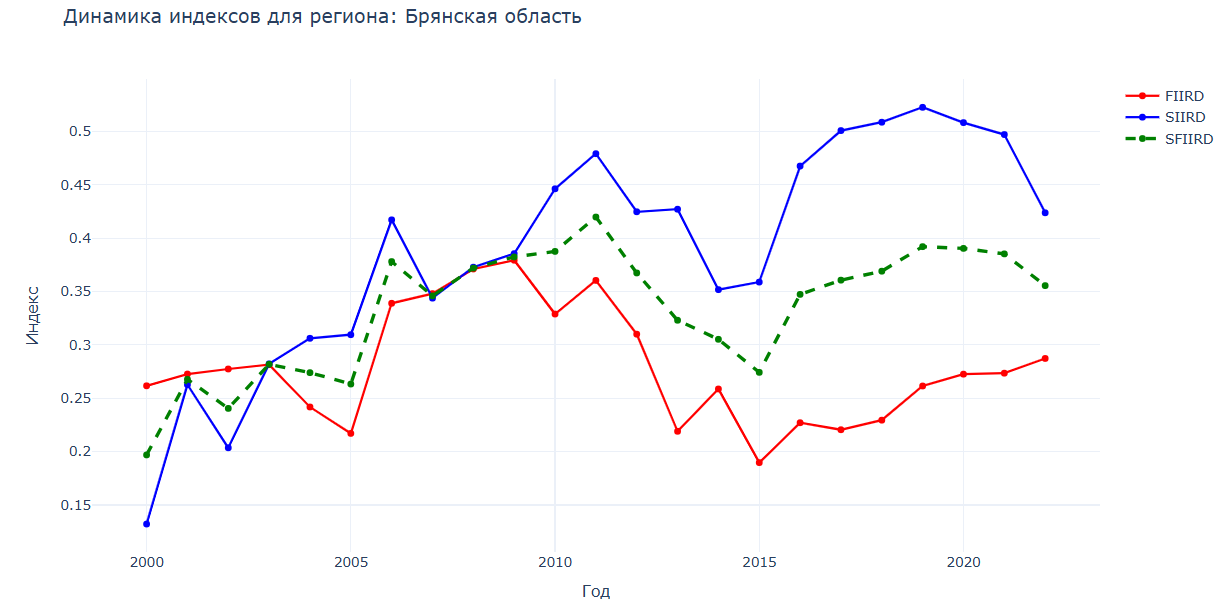 Динамика индексов для региона: Брянская область
FIIRD
SIIRD
SFIIRD
Индекс
0.5
0.45
0.4
0.35
0.3
0.25
0.2
0.15
2000
2005
2010
2015
2020
Год